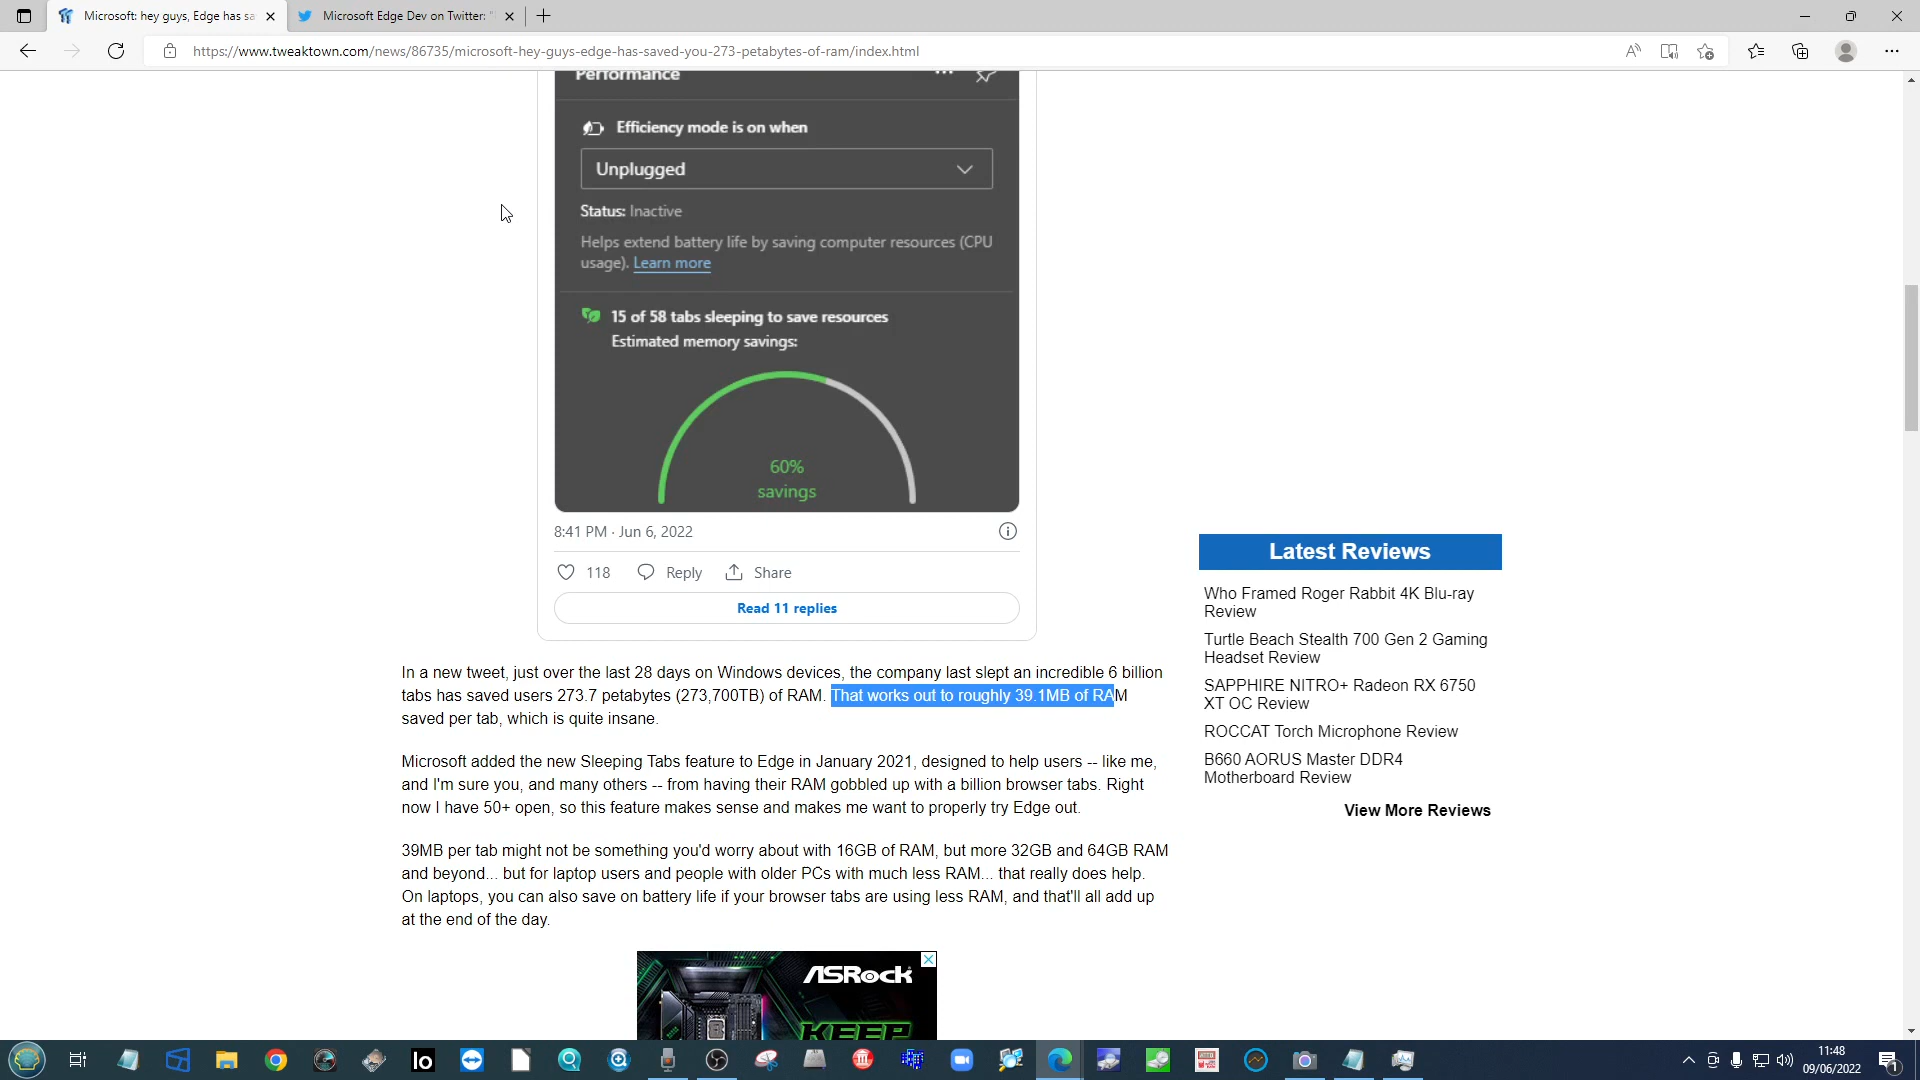 Microsoft: hey guys, Edge has sa
Microsoft Edge Dev on Twitter: "
https://www.tweaktown.com/news/86735/microsoft-hey-guys-edge-has-saved-you-273-petabytes-of-ram/index.html
Performance
Efficiency mode is on when
Unplugged
Status: Inactive
Helps extend battery life by saving computer resources (CPU
usage). Learn more
15 of 58 tabs sleeping to save resources
Estimated memory savings:
60%
savings
8:41 PM · Jun 6, 2022
118 Reply Share
Read 11 replies
In a new tweet, just over the last 28 days on Windows devices, the company last slept an incredible 6 billion
tabs has saved users 273.7 petabytes (273,700TB) of RAM. That works out to roughly 39.1MB of RAM
saved per tab, which is quite insane.
Microsoft added the new Sleeping Tabs feature to Edge in January 2021, designed to help users -- like me,
and I'm sure you, and many others -- from having their RAM gobbled up with a billion browser tabs. Right
now I have 50+ open, so this feature makes sense and makes me want to properly try Edge out.
39MB per tab might not be something you'd worry about with 16GB of RAM, but more 32GB and 64GB RAM
and beyond... but for laptop users and people with older PCs with much less RAM... that really does help.
On laptops, you can also save on battery life if your browser tabs are using less RAM, and that'll all add up
at the end of the day.
ASRock
KEEP
Latest Reviews
Who Framed Roger Rabbit 4K Blu-ray
Review
Turtle Beach Stealth 700 Gen 2 Gaming
Headset Review
SAPPHIRE NITRO+ Radeon RX 6750
XT OC Review
ROCCAT Torch Microphone Review
B660 AORUS Master DDR4
Motherboard Review
View More Reviews
Io
11:48
09/06/2022
1